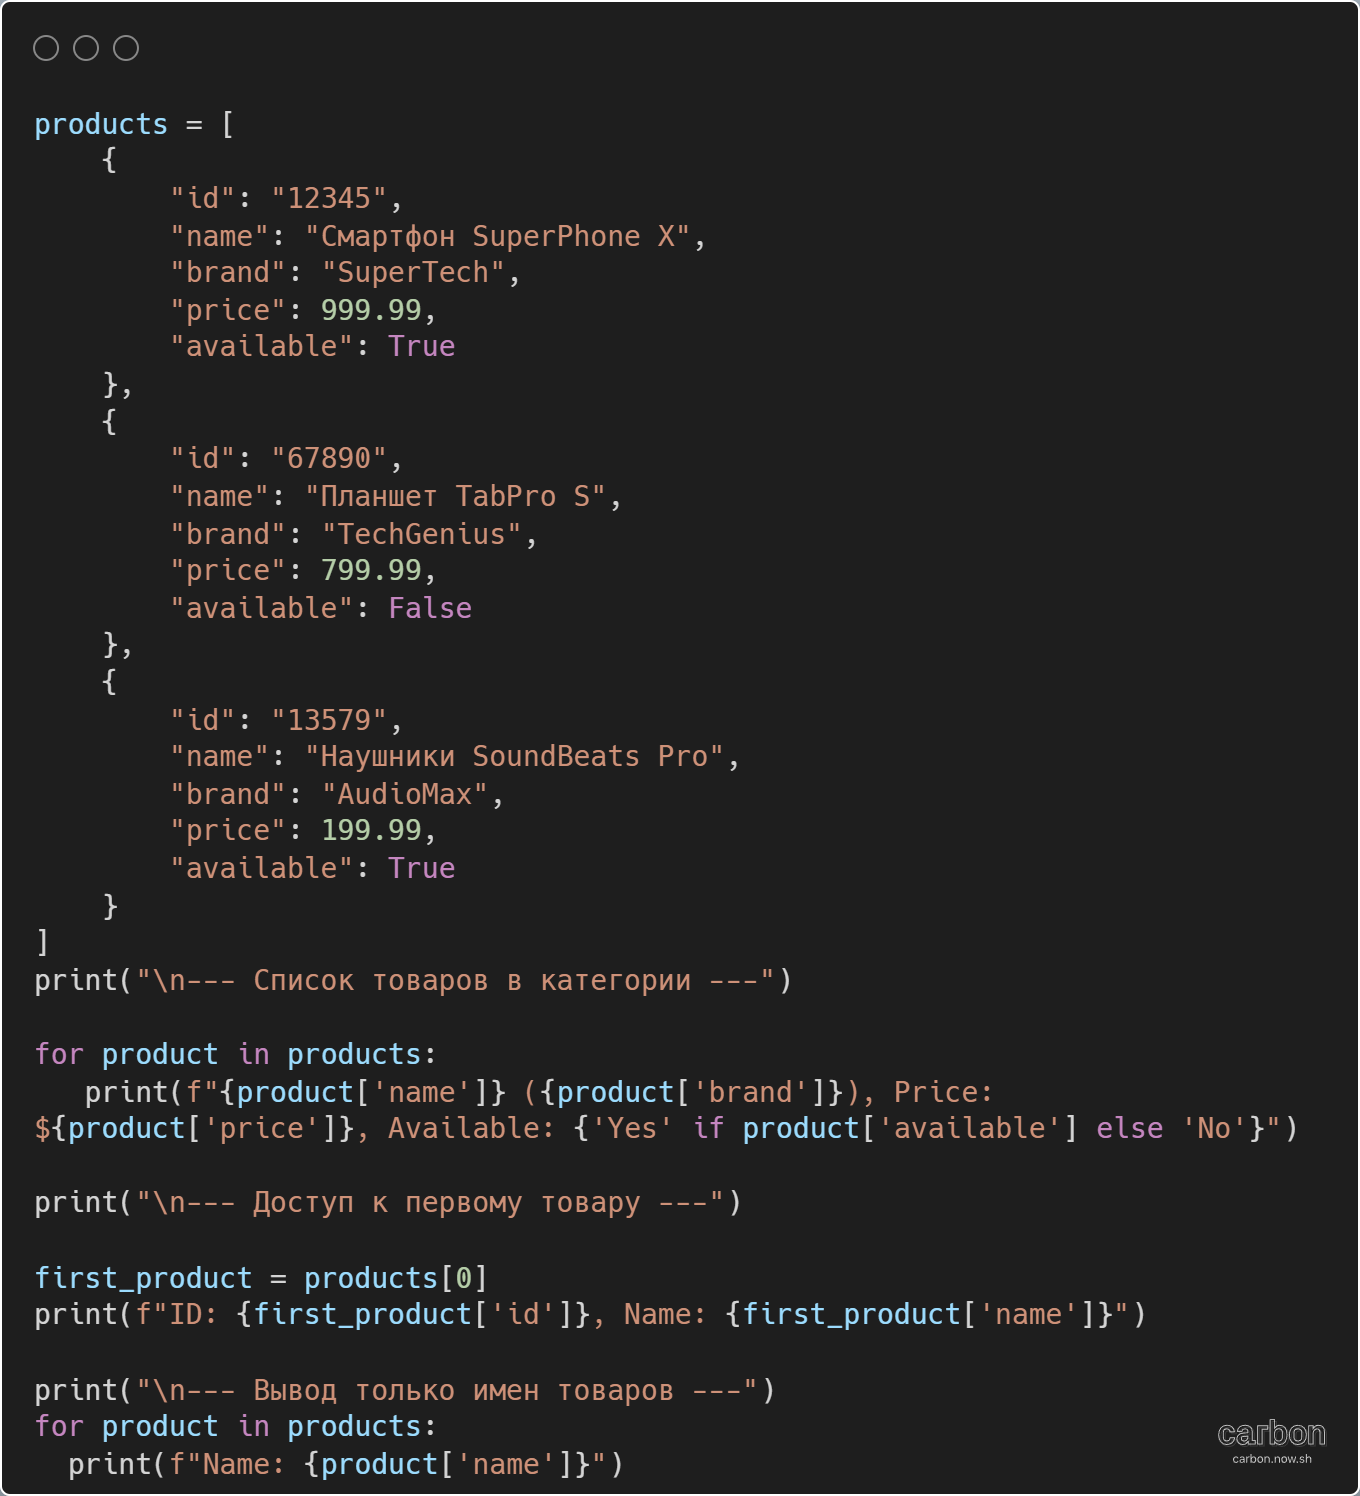 products = [
    {
        "id": "12345",
        "name": "Смартфон SuperPhone X",
        "brand": "SuperTech",
        "price": 999.99,
        "available": True
    },
    {
        "id": "67890",
        "name": "Планшет TabPro S",
        "brand": "TechGenius",
        "price": 799.99,
        "available": False
    },
    {
        "id": "13579",
        "name": "Наушники SoundBeats Pro",
        "brand": "AudioMax",
        "price": 199.99,
        "available": True
    }
]
print("\n--- Список товаров в категории ---")

for product in products:
   print(f"{product['name']} ({product['brand']}), Price:
${product['price']}, Available: {'Yes' if product['available'] else 'No'}")

print("\n--- Доступ к первому товару ---")

first_product = products[0]
print(f"ID: {first_product['id']}, Name: {first_product['name']}")

print("\n--- Вывод только имен товаров ---")
for product in products:
  print(f"Name: {product['name']}")
carbon
carbon.now.sh